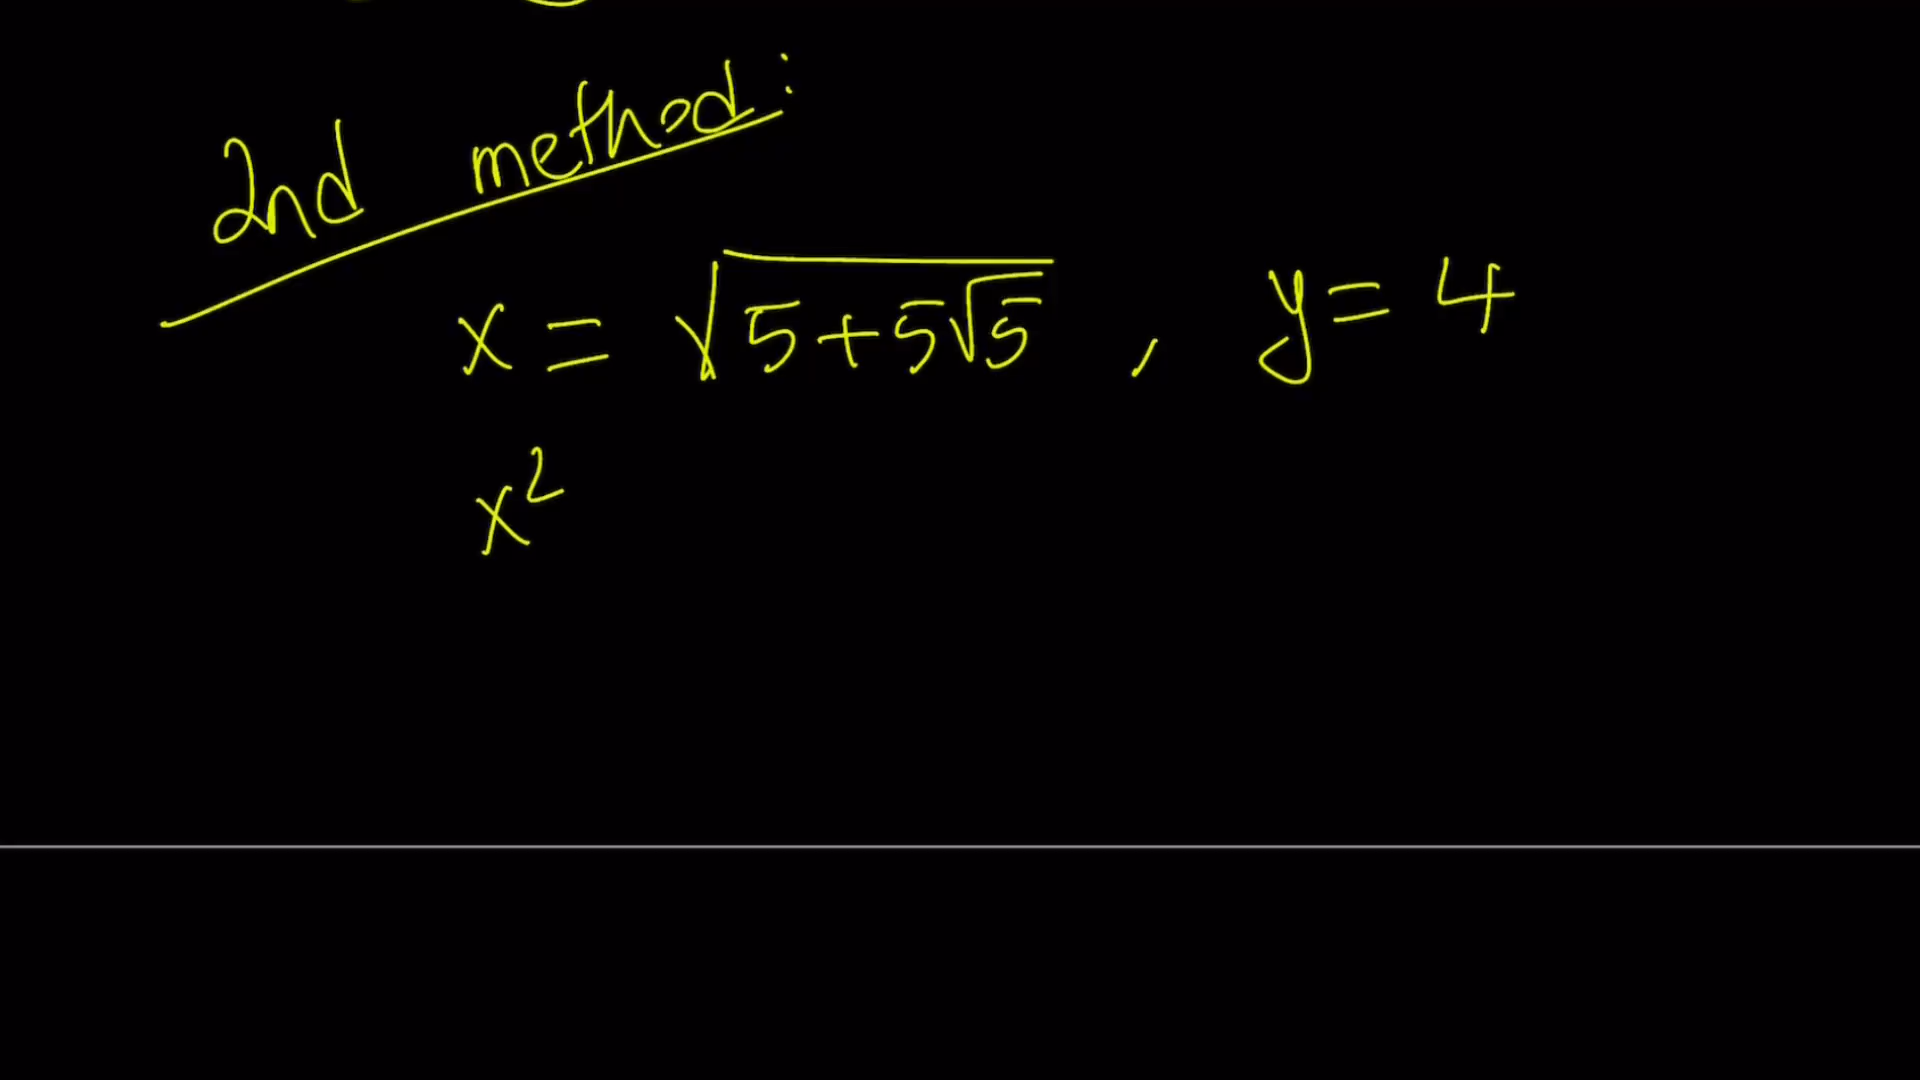 2nd method:
x = √(5+5√5) , y = 4
x²